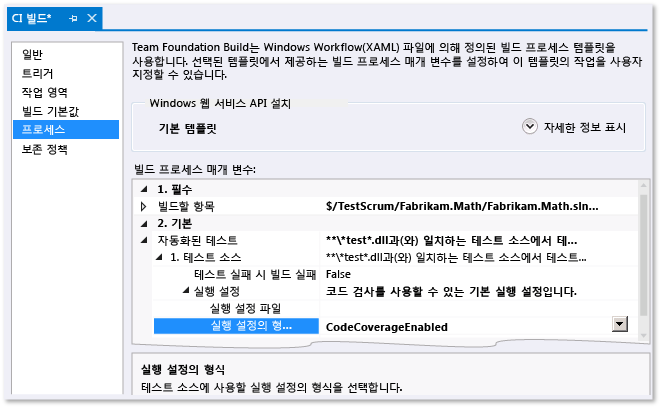 CI 빌드*
일반
트리거
작업 영역
빌드 기본값
프로세스
보존 정책
Team Foundation Build는 Windows Workflow(XAML) 파일에 의해 정의된 빌드 프로세스 템플릿을
사용합니다. 선택된 템플릿에서 제공하는 빌드 프로세스 매개 변수를 설정하여 이 템플릿의 작업을 사용자
지정할 수 있습니다.
Windows 웹 서비스 API 설치
기본 템플릿
자세한 정보 표시
빌드 프로세스 매개 변수:
1. 필수
빌드할 항목 $/TestScrum/Fabrikam.Math/Fabrikam.Math.sln...
2. 기본
자동화된 테스트 **\*test*.dll과(와) 일치하는 테스트 소스에서 테...
1. 테스트 소스 **\*test*.dll과(와) 일치하는 테스트 소스에서 테스트...
테스트 실패 시 빌드 실패 False
실행 설정 코드 검사를 사용할 수 있는 기본 실행 설정입니다.
실행 설정 파일
실행 설정의 형... CodeCoverageEnabled
실행 설정의 형식
테스트 소스에 사용할 실행 설정의 형식을 선택합니다.